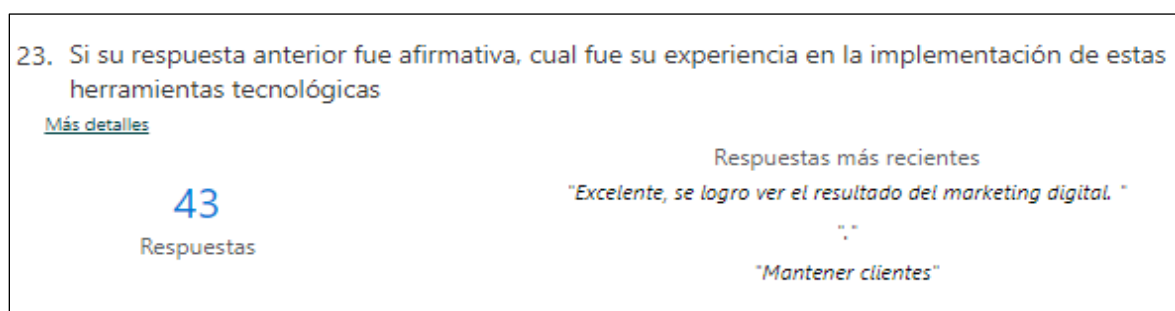 23. Si su respuesta anterior fue afirmativa, cual fue su experiencia en la implementación de estas
herramientas tecnológicas
Más detalles
43
Respuestas
Respuestas más recientes
"Excelente, se logro ver el resultado del marketing digital. "
"."
"Mantener clientes"